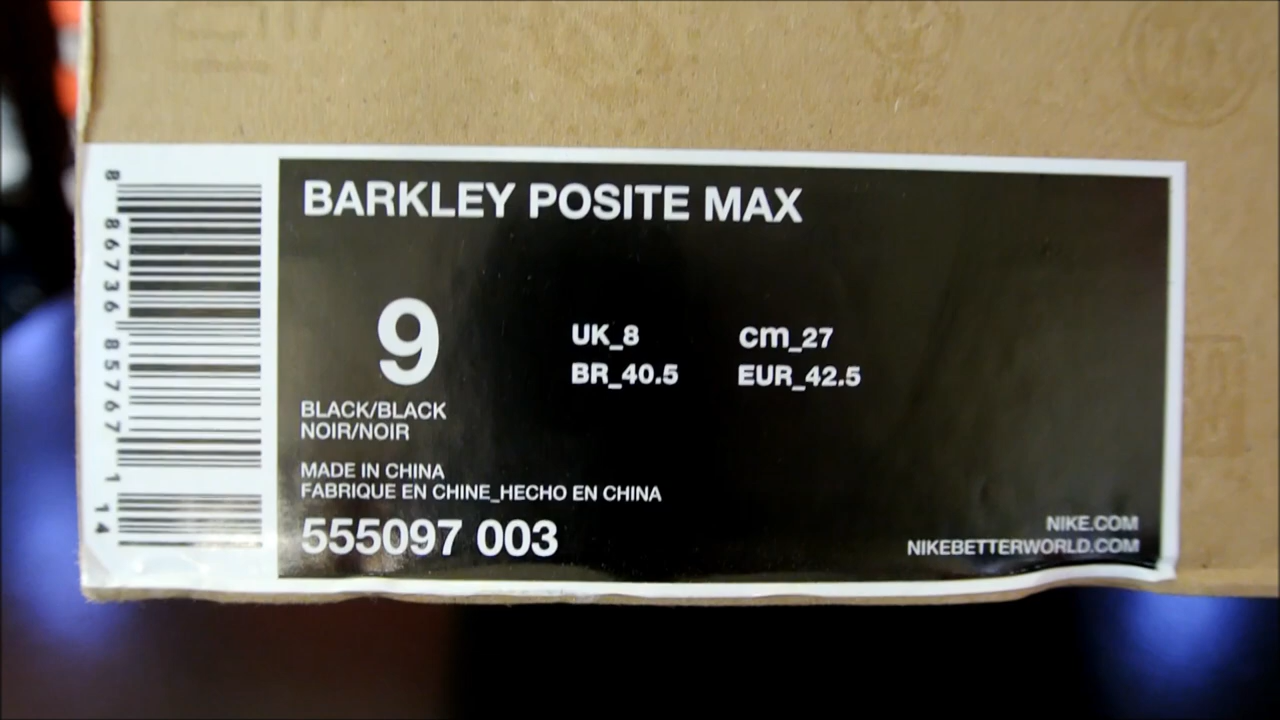 BARKLEY POSITE MAX
9
UK_8
cm_27
BR_40.5
EUR_42.5
BLACK/BLACK
NOIR/NOIR
MADE IN CHINA
FABRIQUE EN CHINE_HECHO EN CHINA
555097 003
NIKE.COM
NIKEBETTERWORLD.COM
8 86736 85767 1 14